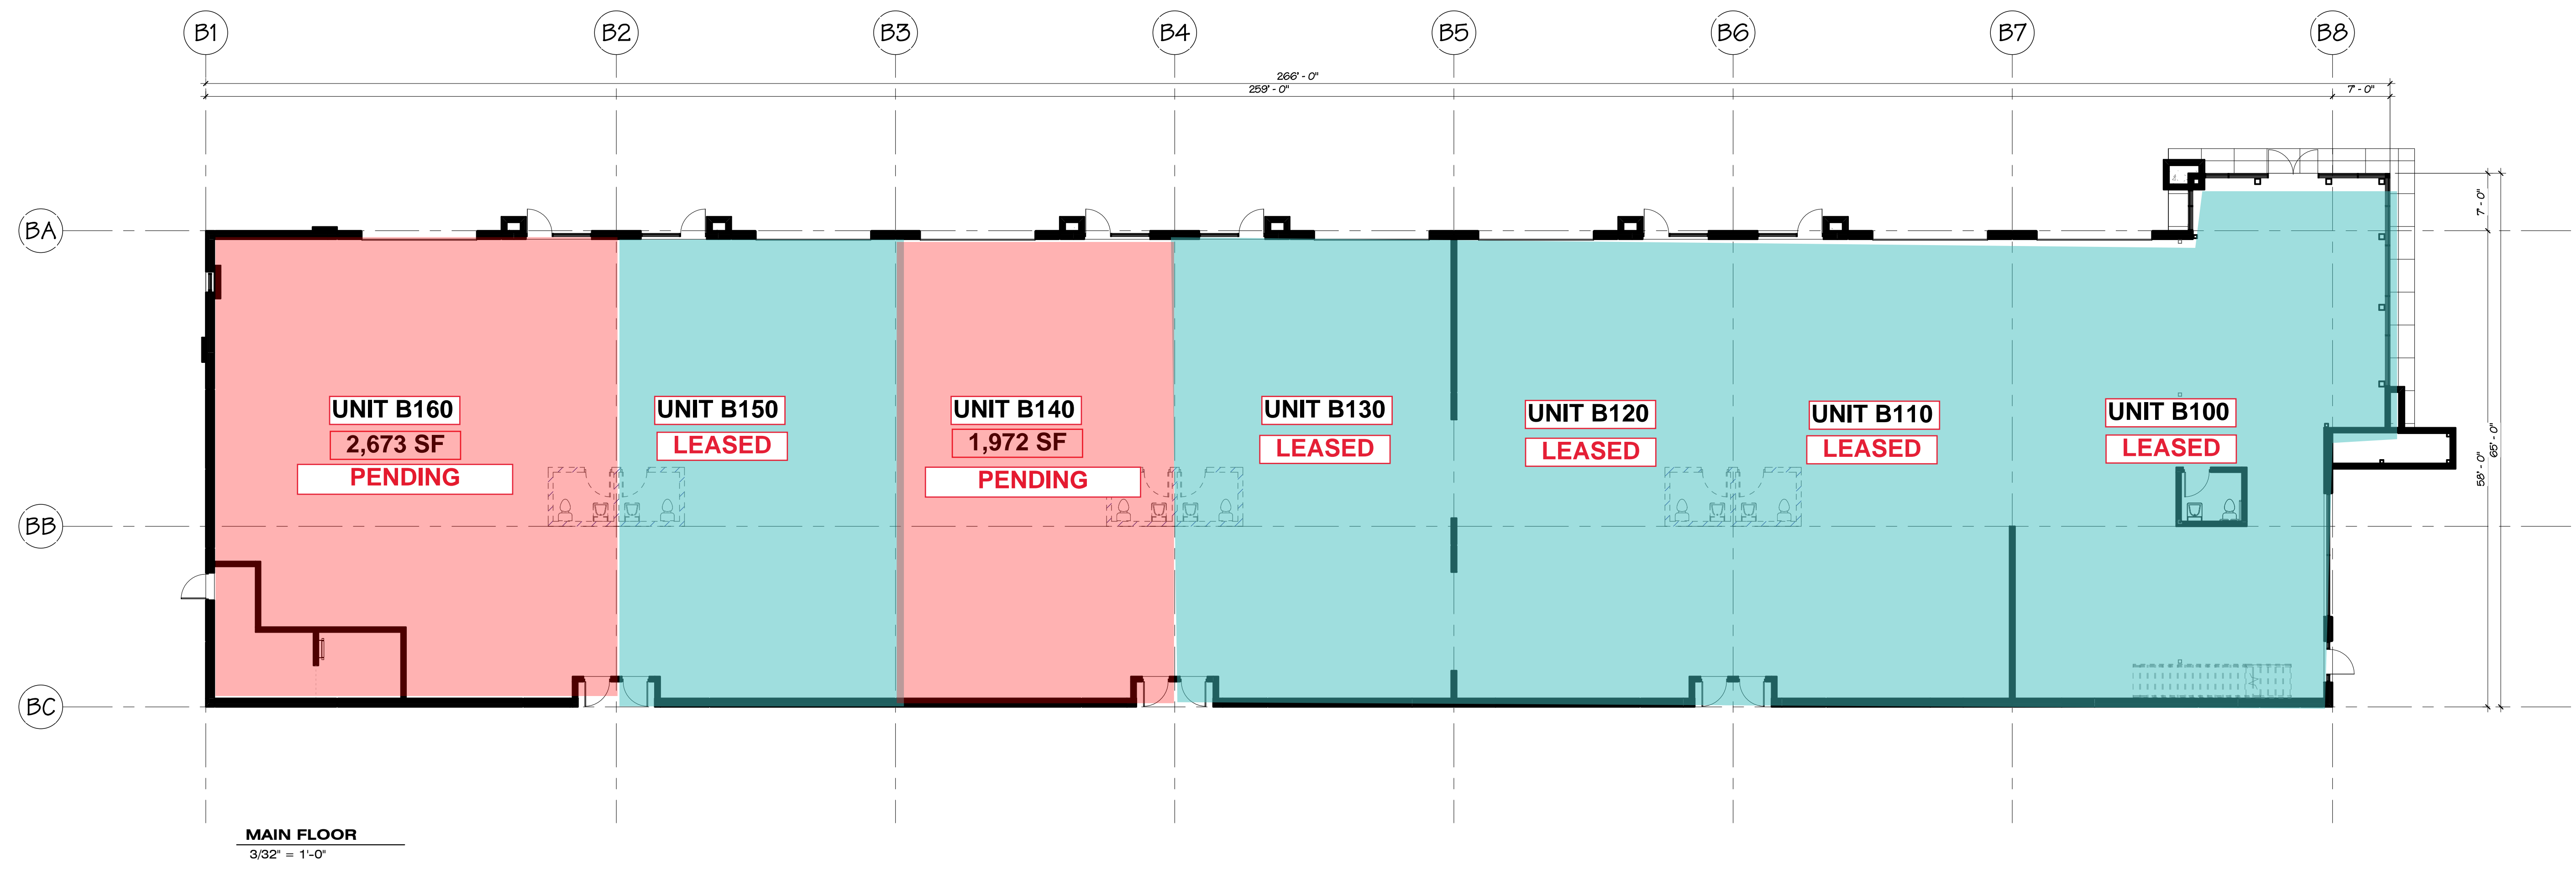 B1 B2 B3 B4 B5 B6 B7 B8
266' - 0"
259' - 0" 7' - 0"
BA
7' - 0"
UNIT B160
2,673 SF
PENDING
UNIT B150
LEASED
UNIT B140
1,972 SF
PENDING
UNIT B130
LEASED
UNIT B120
LEASED
UNIT B110
LEASED
UNIT B100
LEASED
58' - 0"
65' - 0"
BB
BC
MAIN FLOOR
3/32" = 1'-0"